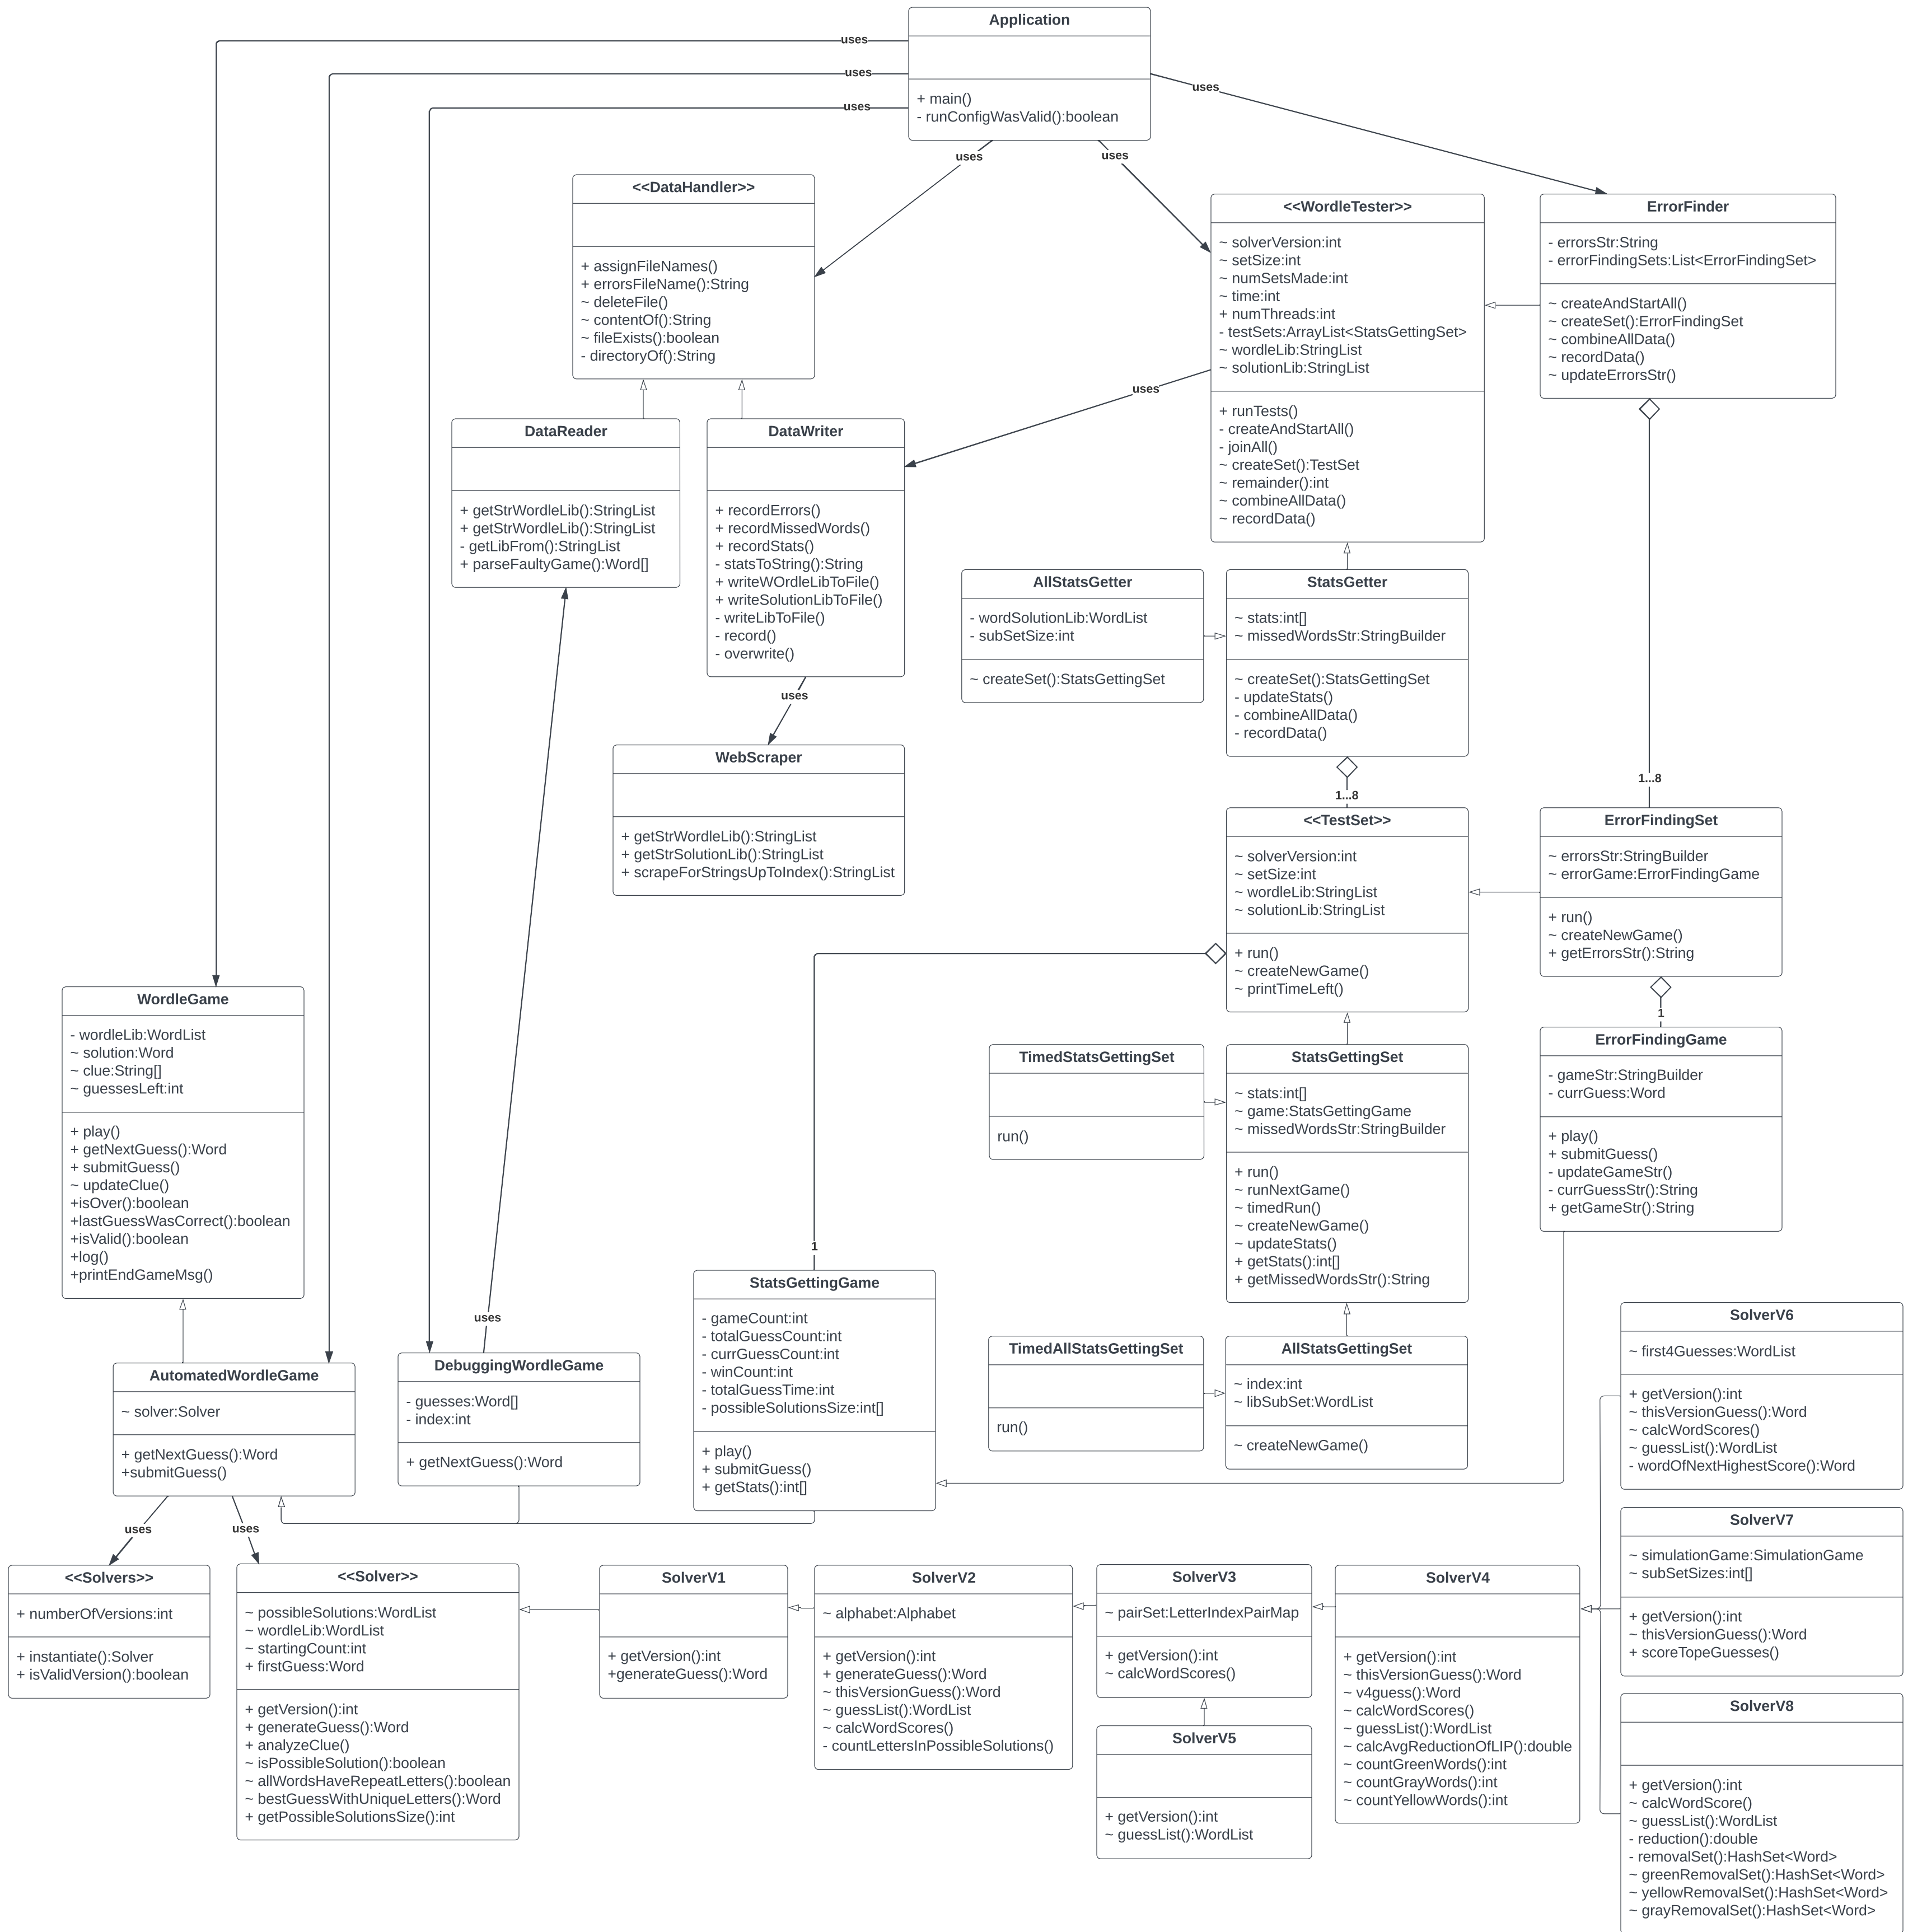 Application
+ main()
- runConfigWasValid():boolean
uses
uses
uses
uses
uses
uses
<<DataHandler>>
+ assignFileNames()
+ errorsFileName():String
~ deleteFile()
~ contentOf():String
~ fileExists():boolean
- directoryOf():String
<<WordleTester>>
~ solverVersion:int
~ setSize:int
~ numSetsMade:int
~ time:int
+ numThreads:int
- testSets:ArrayList<StatsGettingSet>
~ wordleLib:StringList
~ solutionLib:StringList
+ runTests()
- createAndStartAll()
- joinAll()
~ createSet():TestSet
~ remainder():int
~ combineAllData()
~ recordData()
ErrorFinder
- errorsStr:String
- errorFindingSets:List<ErrorFindingSet>
~ createAndStartAll()
~ createSet():ErrorFindingSet
~ combineAllData()
~ recordData()
~ updateErrorsStr()
uses
DataReader
+ getStrWordleLib():StringList
+ getStrWordleLib():StringList
- getLibFrom():StringList
+ parseFaultyGame():Word[]
DataWriter
+ recordErrors()
+ recordMissedWords()
+ recordStats()
- statsToString():String
+ writeWOrdleLibToFile()
+ writeSolutionLibToFile()
- writeLibToFile()
- record()
- overwrite()
uses
AllStatsGetter
- wordSolutionLib:WordList
- subSetSize:int
~ createSet():StatsGettingSet
StatsGetter
~ stats:int[]
~ missedWordsStr:StringBuilder
~ createSet():StatsGettingSet
- updateStats()
- combineAllData()
- recordData()
1...8
1...8
WebScraper
+ getStrWordleLib():StringList
+ getStrSolutionLib():StringList
+ scrapeForStringsUpToIndex():StringList
<<TestSet>>
~ solverVersion:int
~ setSize:int
~ wordleLib:StringList
~ solutionLib:StringList
+ run()
~ createNewGame()
~ printTimeLeft()
ErrorFindingSet
~ errorsStr:StringBuilder
~ errorGame:ErrorFindingGame
+ run()
~ createNewGame()
+ getErrorsStr():String
1
WordleGame
- wordleLib:WordList
~ solution:Word
~ clue:String[]
~ guessesLeft:int
+ play()
+ getNextGuess():Word
+ submitGuess()
~ updateClue()
+isOver():boolean
+lastGuessWasCorrect():boolean
+isValid():boolean
+log()
+printEndGameMsg()
TimedStatsGettingSet
run()
StatsGettingSet
~ stats:int[]
~ game:StatsGettingGame
~ missedWordsStr:StringBuilder
+ run()
~ runNextGame()
~ timedRun()
~ createNewGame()
~ updateStats()
+ getStats():int[]
+ getMissedWordsStr():String
ErrorFindingGame
- gameStr:StringBuilder
- currGuess:Word
+ play()
+ submitGuess()
- updateGameStr()
- currGuessStr():String
+ getGameStr():String
1
uses
AutomatedWordleGame
~ solver:Solver
+ getNextGuess():Word
+submitGuess()
DebuggingWordleGame
- guesses:Word[]
- index:int
+ getNextGuess():Word
StatsGettingGame
- gameCount:int
- totalGuessCount:int
- currGuessCount:int
- winCount:int
- totalGuessTime:int
- possibleSolutionsSize:int[]
+ play()
+ submitGuess()
+ getStats():int[]
TimedAllStatsGettingSet
run()
AllStatsGettingSet
~ index:int
~ libSubSet:WordList
~ createNewGame()
SolverV6
~ first4Guesses:WordList
+ getVersion():int
~ thisVersionGuess():Word
~ calcWordScores()
~ guessList():WordList
- wordOfNextHighestScore():Word
uses
uses
<<Solvers>>
+ numberOfVersions:int
+ instantiate():Solver
+ isValidVersion():boolean
<<Solver>>
~ possibleSolutions:WordList
~ wordleLib:WordList
~ startingCount:int
+ firstGuess:Word
+ getVersion():int
+ generateGuess():Word
+ analyzeClue()
~ isPossibleSolution():boolean
~ allWordsHaveRepeatLetters():boolean
~ bestGuessWithUniqueLetters():Word
+ getPossibleSolutionsSize():int
SolverV1
+ getVersion():int
+generateGuess():Word
SolverV2
~ alphabet:Alphabet
+ getVersion():int
+ generateGuess():Word
~ thisVersionGuess():Word
~ guessList():WordList
~ calcWordScores()
- countLettersInPossibleSolutions()
SolverV3
~ pairSet:LetterIndexPairMap
+ getVersion():int
~ calcWordScores()
SolverV5
+ getVersion():int
~ guessList():WordList
SolverV4
+ getVersion():int
~ thisVersionGuess():Word
~ v4guess():Word
~ calcWordScores()
~ guessList():WordList
~ calcAvgReductionOfLIP():double
~ countGreenWords():int
~ countGrayWords():int
~ countYellowWords():int
SolverV7
~ simulationGame:SimulationGame
~ subSetSizes:int[]
+ getVersion():int
~ thisVersionGuess():Word
+ scoreTopeGuesses()
SolverV8
+ getVersion():int
~ calcWordScore()
~ guessList():WordList
- reduction():double
- removalSet():HashSet<Word>
~ greenRemovalSet():HashSet<Word>
~ yellowRemovalSet():HashSet<Word>
~ grayRemovalSet():HashSet<Word>